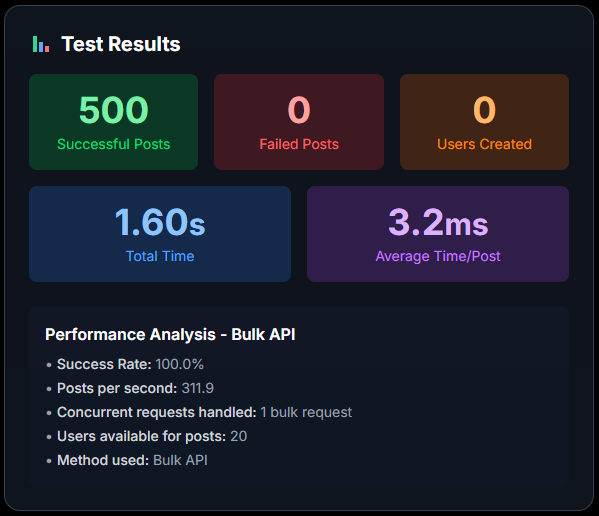 Test Results
500
Successful Posts
0
Failed Posts
0
Users Created
1.60s
Total Time
3.2ms
Average Time/Post
Performance Analysis - Bulk API
• Success Rate: 100.0%
• Posts per second: 311.9
• Concurrent requests handled: 1 bulk request
• Users available for posts: 20
• Method used: Bulk API